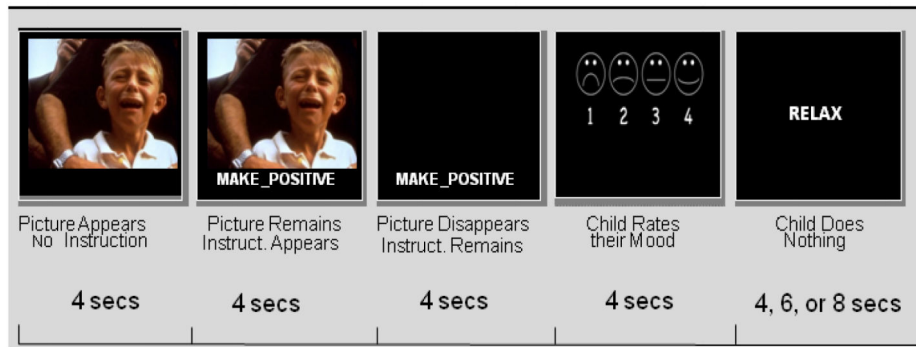 MAKE_POSITIVE
MAKE_POSITIVE
1 2 3 4
RELAX
Picture Appears
No Instruction
Picture Remains
Instruct. Appears
Picture Disappears
Instruct. Remains
Child Rates
their Mood
Child Does
Nothing
4 secs
4 secs
4 secs
4 secs
4, 6, or 8 secs